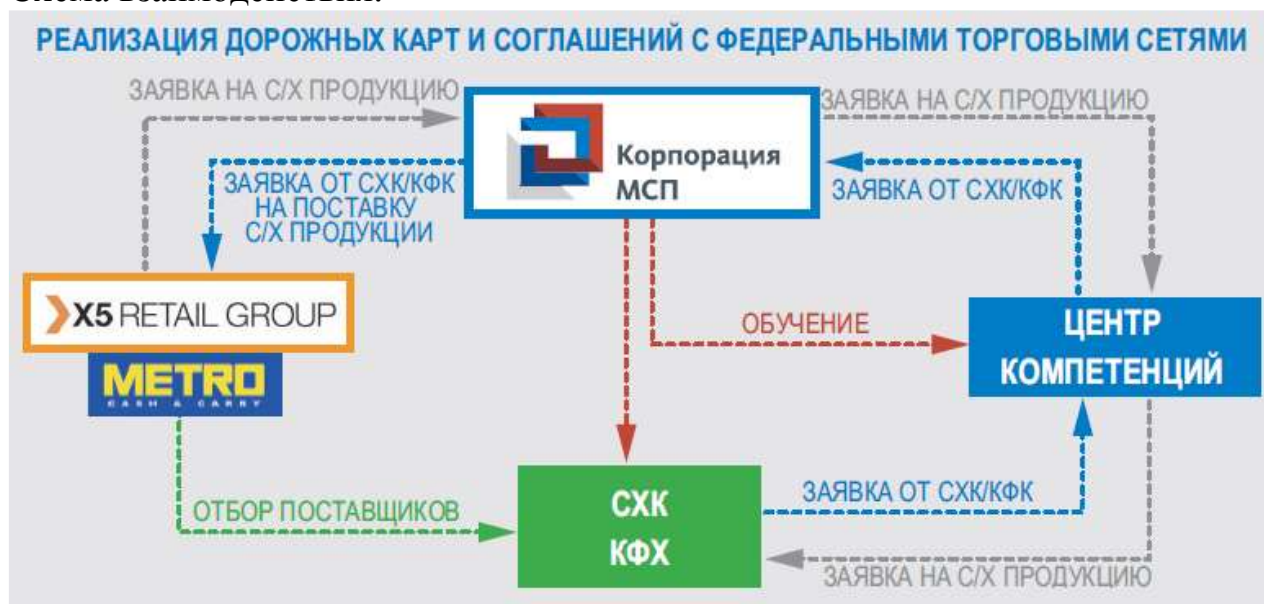 Схема взаимодействия:
РЕАЛИЗАЦИЯ ДОРОЖНЫХ КАРТ И СОГЛАШЕНИЙ С ФЕДЕРАЛЬНЫМИ ТОРГОВЫМИ СЕТЯМИ
ЗАЯВКА НА С/Х ПРОДУКЦИЮ
ЗАЯВКА НА С/Х ПРОДУКЦИЮ
Корпорация
МСП
ЗАЯВКА ОТ СХК/КФК
НА ПОСТАВКУ
С/Х ПРОДУКЦИИ
ЗАЯВКА ОТ СХК/КФК
X5 RETAIL GROUP
METRO
CASH & CARRY
ОБУЧЕНИЕ
ЦЕНТР
КОМПЕТЕНЦИЙ
ОТБОР ПОСТАВЩИКОВ
СХК
КФХ
ЗАЯВКА ОТ СХК/КФК
ЗАЯВКА НА С/Х ПРОДУКЦИЮ